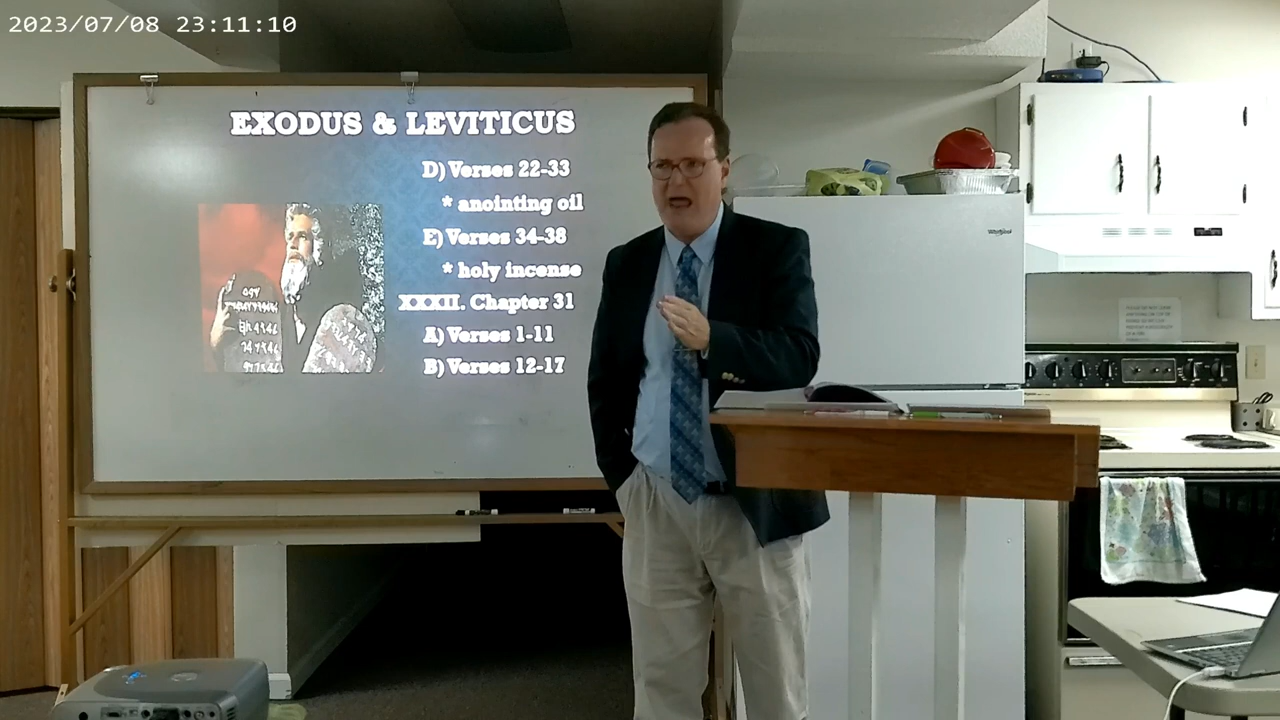 2023/07/08 23:11:10
EXODUS & LEVITICUS
D) Verses 22-33
* anointing oil
E) Verses 34-38
* holy incense
XXXII. Chapter 31
A) Verses 1-11
B) Verses 12-17
Whirlpool